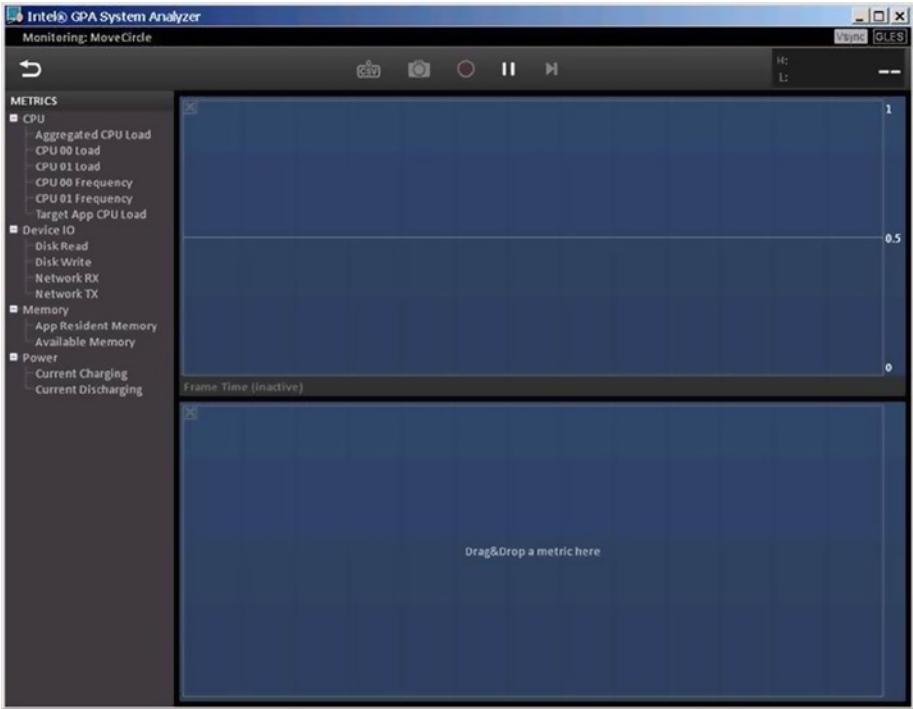 Intel® GPA System Analyzer
Monitoring: MoveCircle
Vsync GLES
CSV
H:
L:
--
METRICS
CPU
Aggregated CPU Load
CPU 00 Load
CPU 01 Load
CPU 00 Frequency
CPU 01 Frequency
Target App CPU Load
Device IO
Disk Read
Disk Write
Network RX
Network TX
Memory
App Resident Memory
Available Memory
Power
Current Charging
Current Discharging
1
0.5
0
Frame Time (inactive)
Drag&Drop a metric here